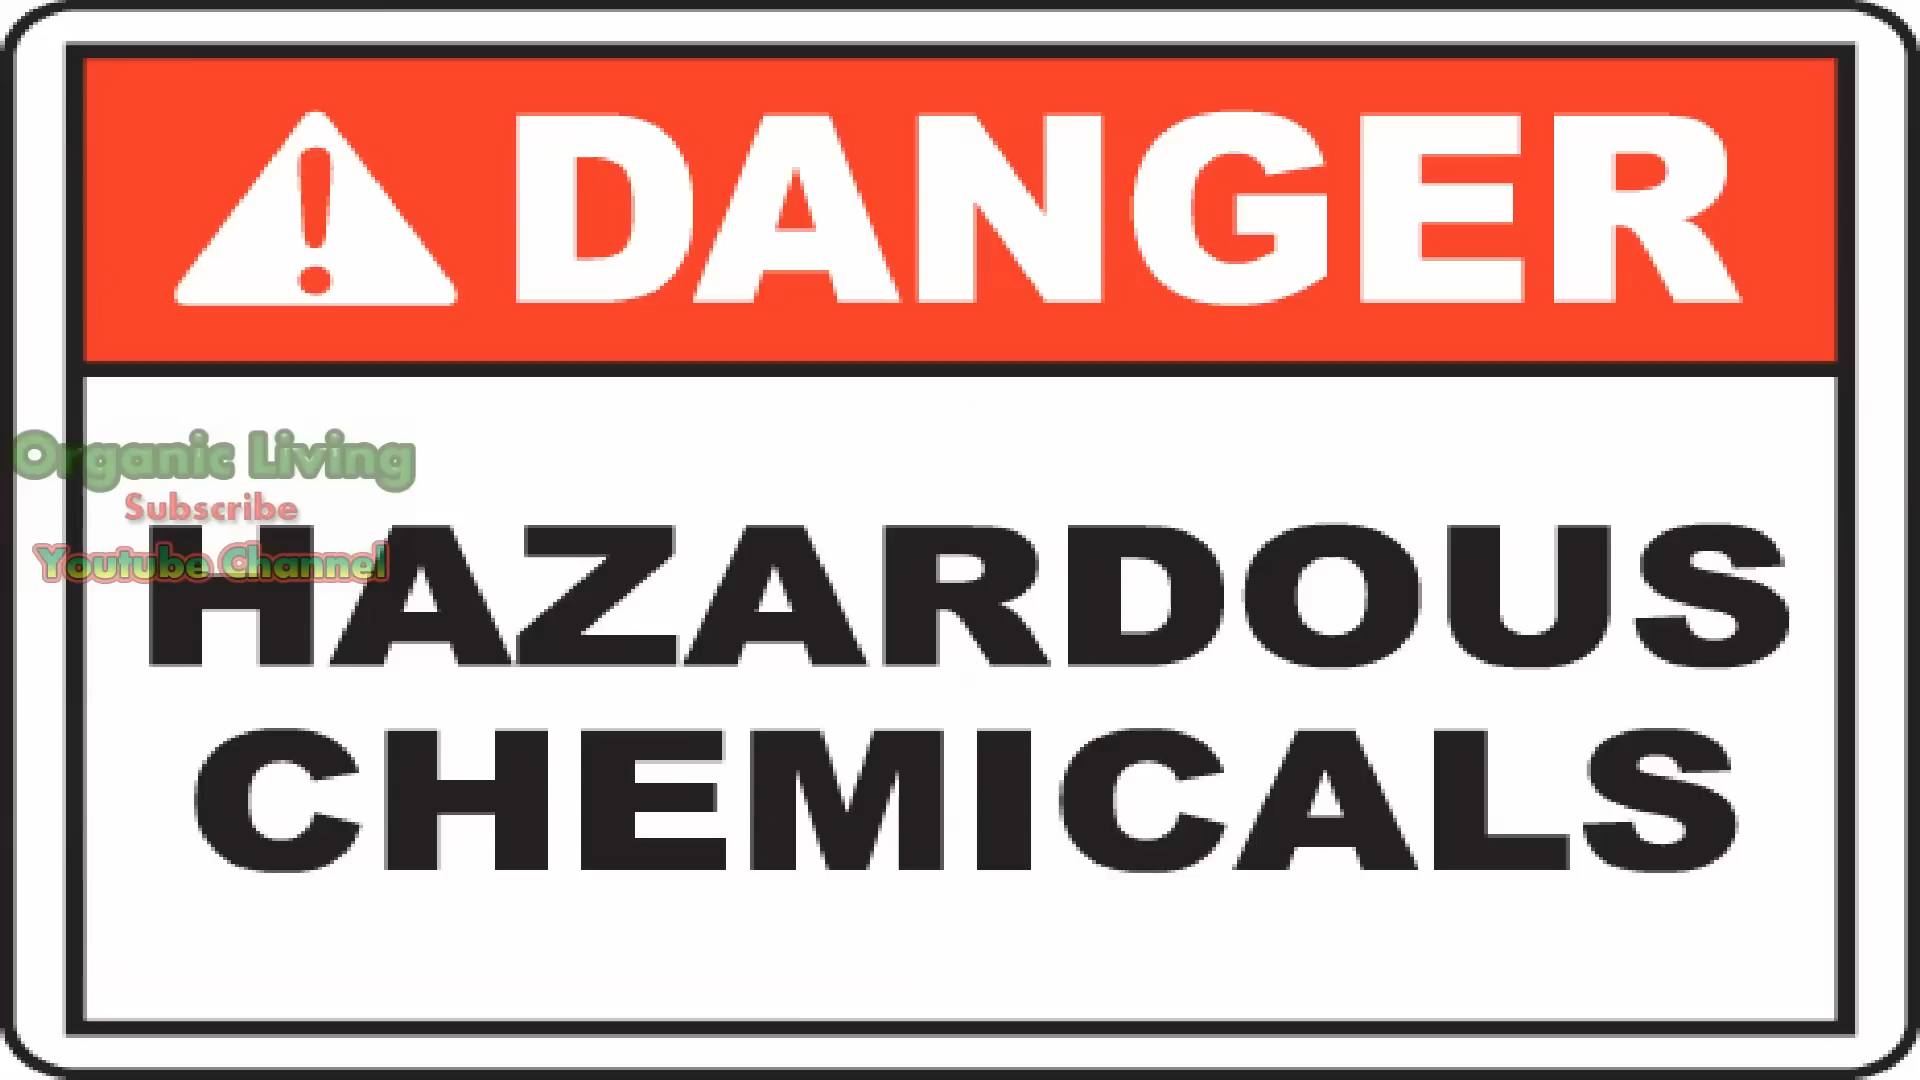 DANGER
Organic Living
Subscribe
Youtube Channel
HAZARDOUS
CHEMICALS